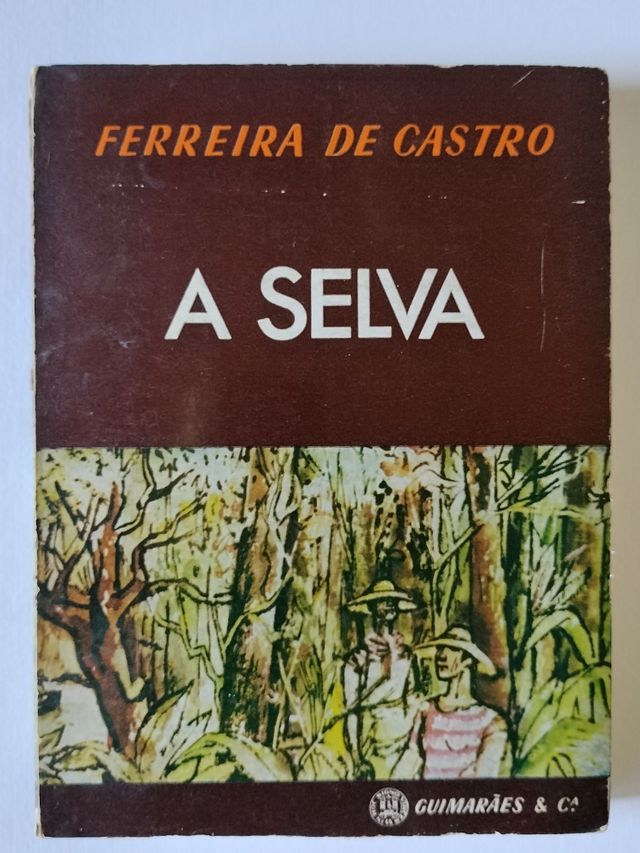 FERREIRA DE CASTRO
A SELVA
GUIMARÃES & Cª